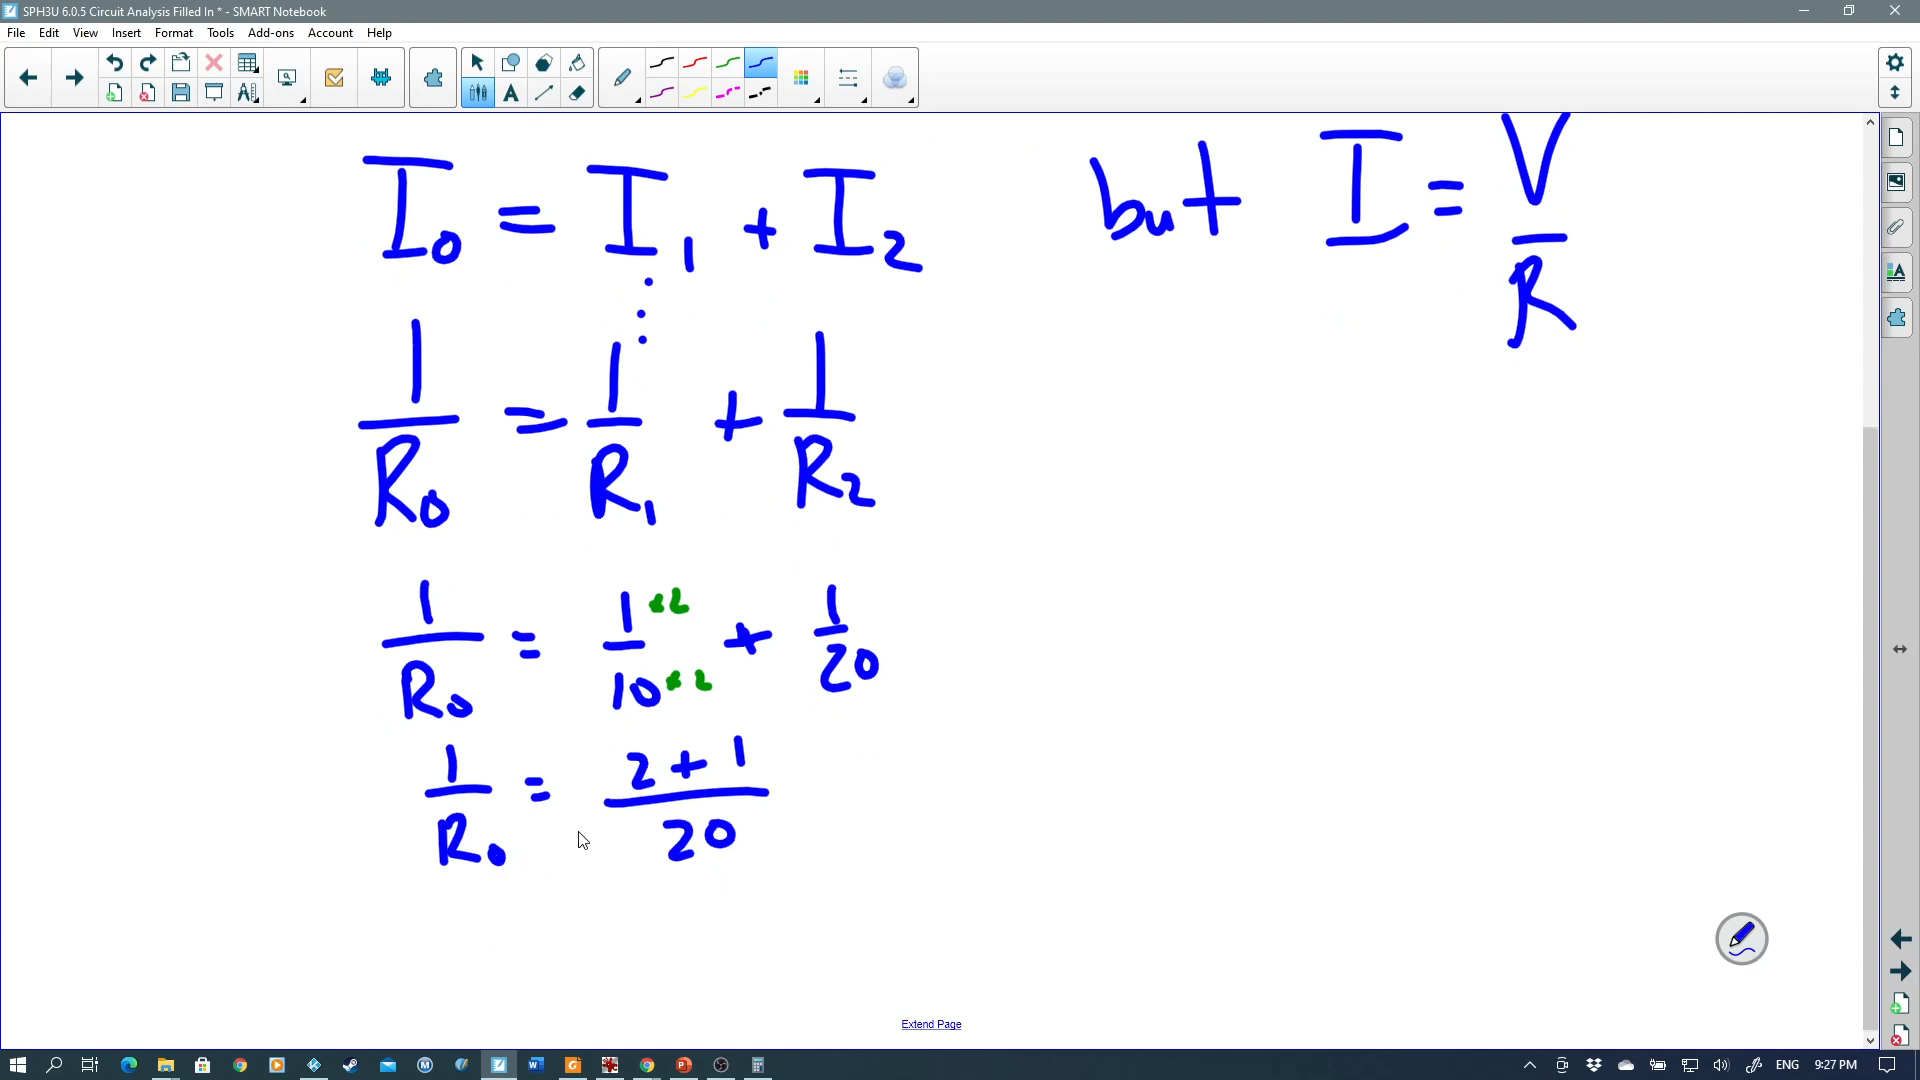 SPH3U 6.0.5 Circuit Analysis Filled In * - SMART Notebook
File Edit View Insert Format Tools Add-ons Account Help
I₀ = I₁ + I₂ but I = V/R
1/R₀ = 1/R₁ + 1/R₂
1/R₀ = 1×2/10×2 + 1/20
1/R₀ = 2 + 1/20
Extend Page
ENG 9:27 PM